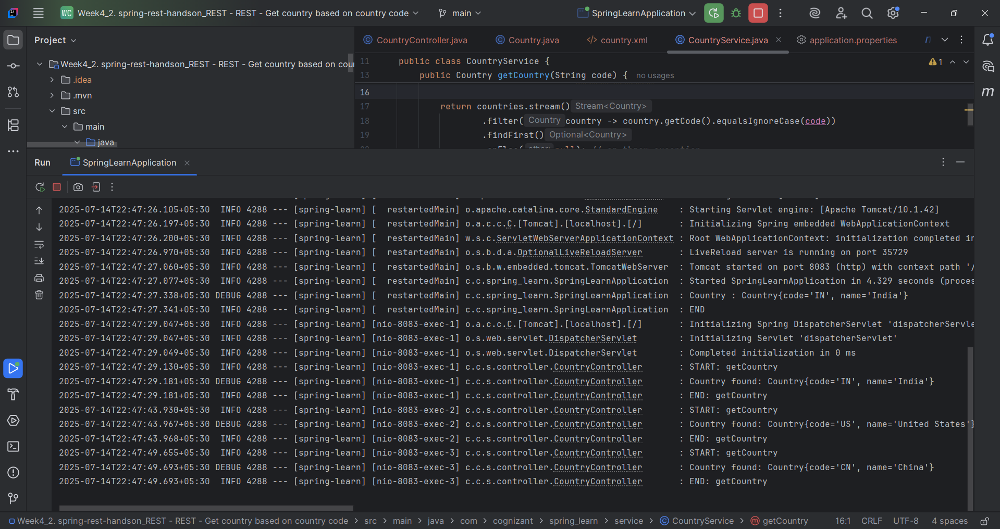 WC Week4_2. spring-rest-handson_REST - REST - Get country based on country code main SpringLearnApplication
Project
CountryController.java Country.java country.xml CountryService.java application.properties
Week4_2. spring-rest-handson_REST - REST - Get country based on cou
.idea
.mvn
src
main
java
11 public class CountryService { 1
13 public Country getCountry(String code) { no usages
16
17 return countries.stream() Stream<Country>
18 .filter( Country country -> country.getCode().equalsIgnoreCase(code))
19 .findFirst() Optional<Country>
Run SpringLearnApplication
2025-07-14T22:47:26.105+05:30  INFO 4288 --- [spring-learn] [  restartedMain] o.apache.catalina.core.StandardEngine    : Starting Servlet engine: [Apache Tomcat/10.1.42]
2025-07-14T22:47:26.197+05:30  INFO 4288 --- [spring-learn] [  restartedMain] o.a.c.c.C.[Tomcat].[localhost].[/]       : Initializing Spring embedded WebApplicationContext
2025-07-14T22:47:26.200+05:30  INFO 4288 --- [spring-learn] [  restartedMain] w.s.c.ServletWebServerApplicationContext : Root WebApplicationContext: initialization completed in
2025-07-14T22:47:26.970+05:30  INFO 4288 --- [spring-learn] [  restartedMain] o.s.b.d.a.OptionalLiveReloadServer       : LiveReload server is running on port 35729
2025-07-14T22:47:27.060+05:30  INFO 4288 --- [spring-learn] [  restartedMain] o.s.b.w.embedded.tomcat.TomcatWebServer  : Tomcat started on port 8083 (http) with context path '/
2025-07-14T22:47:27.077+05:30  INFO 4288 --- [spring-learn] [  restartedMain] c.c.spring_learn.SpringLearnApplication  : Started SpringLearnApplication in 4.329 seconds (proces
2025-07-14T22:47:27.338+05:30 DEBUG 4288 --- [spring-learn] [  restartedMain] c.c.spring_learn.SpringLearnApplication  : Country : Country{code='IN', name='India'}
2025-07-14T22:47:27.341+05:30  INFO 4288 --- [spring-learn] [  restartedMain] c.c.spring_learn.SpringLearnApplication  : END
2025-07-14T22:47:29.047+05:30  INFO 4288 --- [spring-learn] [nio-8083-exec-1] o.a.c.c.C.[Tomcat].[localhost].[/]       : Initializing Spring DispatcherServlet 'dispatcherServle
2025-07-14T22:47:29.047+05:30  INFO 4288 --- [spring-learn] [nio-8083-exec-1] o.s.web.servlet.DispatcherServlet        : Initializing Servlet 'dispatcherServlet'
2025-07-14T22:47:29.049+05:30  INFO 4288 --- [spring-learn] [nio-8083-exec-1] o.s.web.servlet.DispatcherServlet        : Completed initialization in 0 ms
2025-07-14T22:47:29.130+05:30  INFO 4288 --- [spring-learn] [nio-8083-exec-1] c.c.s.controller.CountryController       : START: getCountry
2025-07-14T22:47:29.181+05:30 DEBUG 4288 --- [spring-learn] [nio-8083-exec-1] c.c.s.controller.CountryController       : Country found: Country{code='IN', name='India'}
2025-07-14T22:47:29.181+05:30  INFO 4288 --- [spring-learn] [nio-8083-exec-1] c.c.s.controller.CountryController       : END: getCountry
2025-07-14T22:47:43.930+05:30  INFO 4288 --- [spring-learn] [nio-8083-exec-2] c.c.s.controller.CountryController       : START: getCountry
2025-07-14T22:47:43.967+05:30 DEBUG 4288 --- [spring-learn] [nio-8083-exec-2] c.c.s.controller.CountryController       : Country found: Country{code='US', name='United States'}
2025-07-14T22:47:43.968+05:30  INFO 4288 --- [spring-learn] [nio-8083-exec-2] c.c.s.controller.CountryController       : END: getCountry
2025-07-14T22:47:49.655+05:30  INFO 4288 --- [spring-learn] [nio-8083-exec-3] c.c.s.controller.CountryController       : START: getCountry
2025-07-14T22:47:49.693+05:30 DEBUG 4288 --- [spring-learn] [nio-8083-exec-3] c.c.s.controller.CountryController       : Country found: Country{code='CN', name='China'}
2025-07-14T22:47:49.693+05:30  INFO 4288 --- [spring-learn] [nio-8083-exec-3] c.c.s.controller.CountryController       : END: getCountry
Week4_2. spring-rest-handson_REST - REST - Get country based on country code > src > main > java > com > cognizant > spring_learn > service > CountryService > getCountry 16:1 CRLF UTF-8 4 spaces